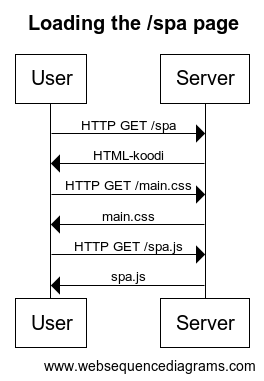 Loading the /spa page
User
Server
HTTP GET /spa
HTML-koodi
HTTP GET /main.css
main.css
HTTP GET /spa.js
spa.js
User
Server
www.websequencediagrams.com